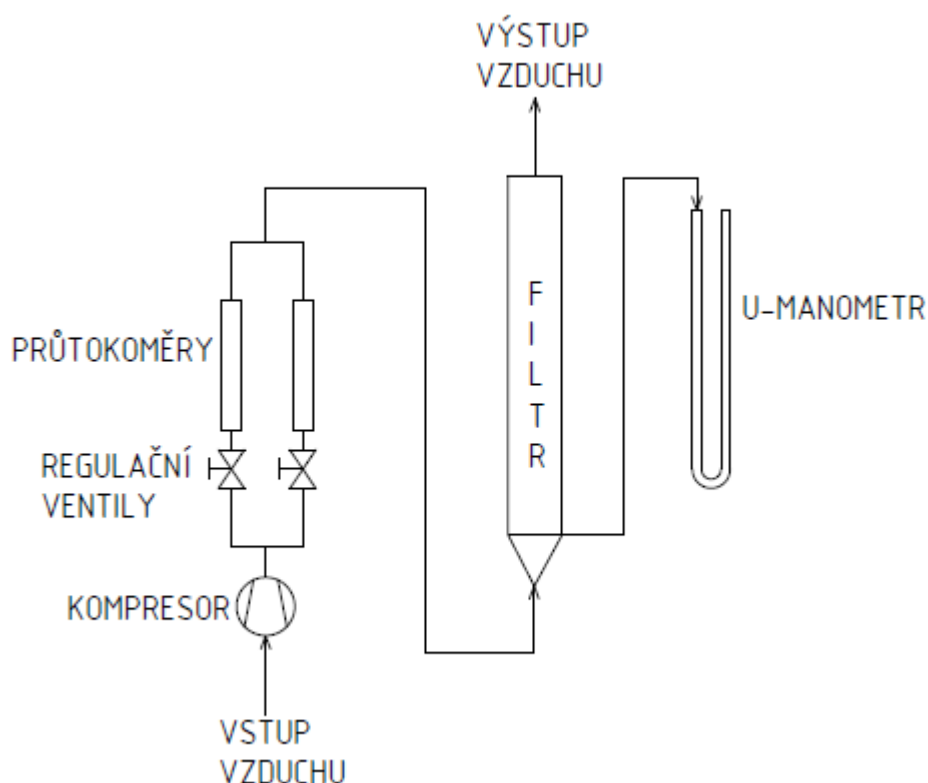 VÝSTUP
VZDUCHU
PRŮTOKOMĚRY
REGULAČNÍ
VENTILY
KOMPRESOR
VSTUP
VZDUCHU
F
I
L
T
R
U-MANOMETR